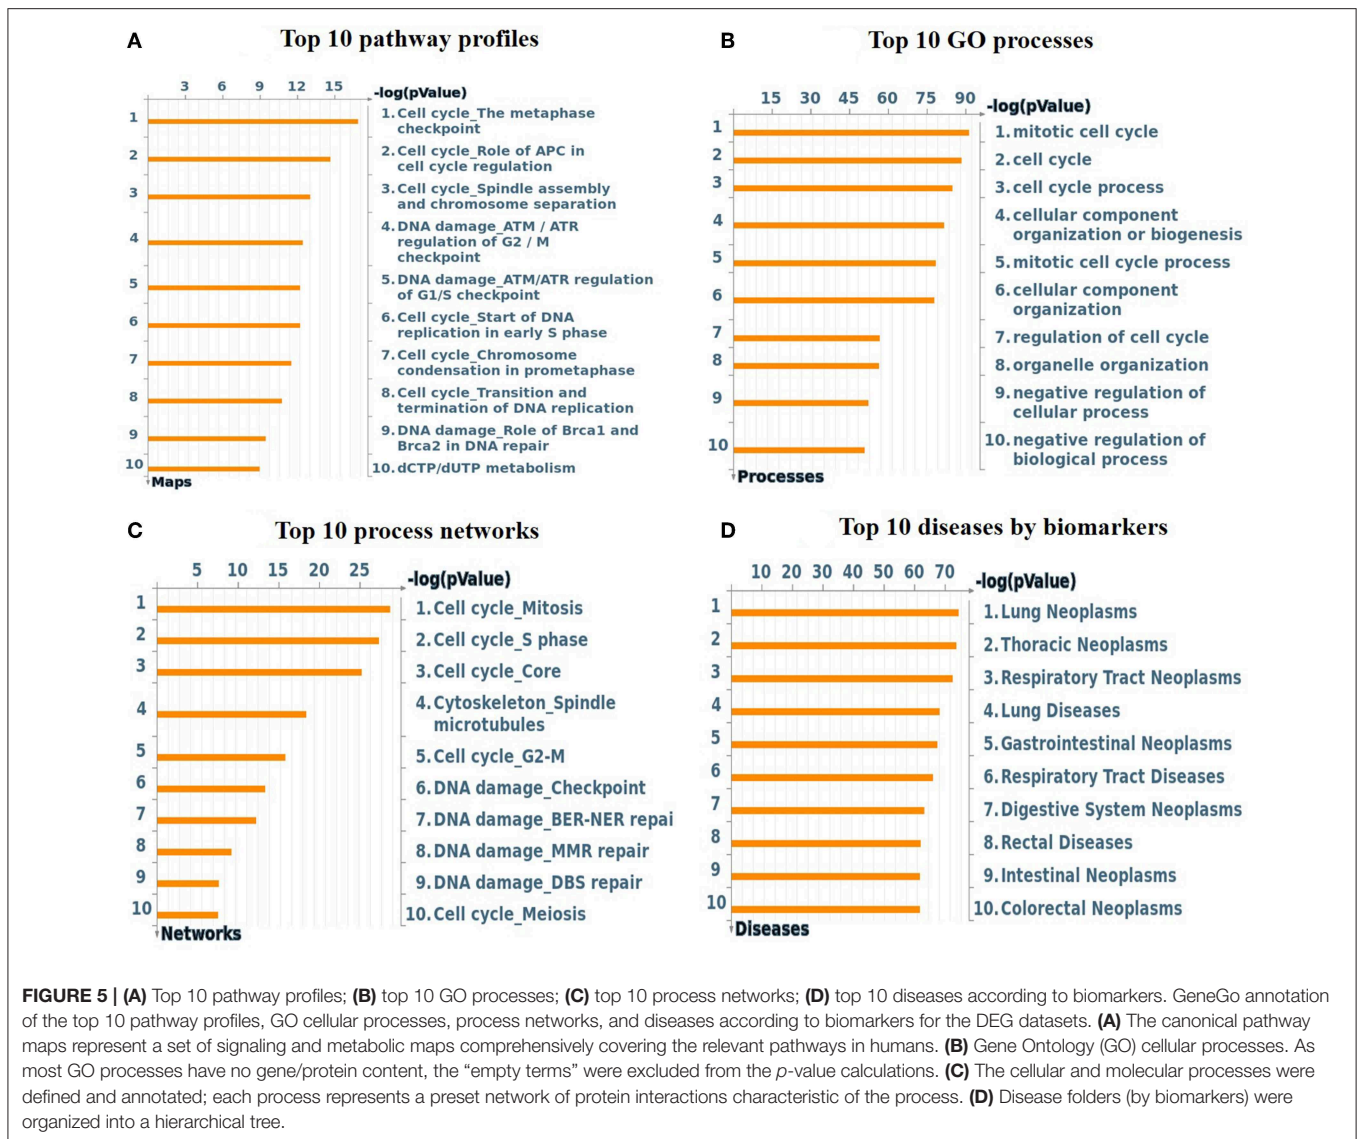 A
Top 10 pathway profiles
3 6 9 12 15
-log(pValue)
1
2
3
4
5
6
7
8
9
10
Maps
1. Cell cycle_The metaphase
checkpoint
2. Cell cycle_Role of APC in
cell cycle regulation
3. Cell cycle_Spindle assembly
and chromosome separation
4. DNA damage_ATM / ATR
regulation of G2 / M
checkpoint
5. DNA damage_ATM/ATR regulation
of G1/S checkpoint
6. Cell cycle_Start of DNA
replication in early S phase
7. Cell cycle_Chromosome
condensation in prometaphase
8. Cell cycle_Transition and
termination of DNA replication
9. DNA damage_Role of Brca1 and
Brca2 in DNA repair
10. dCTP/dUTP metabolism
B
Top 10 GO processes
15 30 45 60 75 90
-log(pValue)
1
2
3
4
5
6
7
8
9
10
Processes
1. mitotic cell cycle
2. cell cycle
3. cell cycle process
4. cellular component
organization or biogenesis
5. mitotic cell cycle process
6. cellular component
organization
7. regulation of cell cycle
8. organelle organization
9. negative regulation of
cellular process
10. negative regulation of
biological process
C
Top 10 process networks
5 10 15 20 25
-log(pValue)
1
2
3
4
5
6
7
8
9
10
Networks
1. Cell cycle_Mitosis
2. Cell cycle_S phase
3. Cell cycle_Core
4. Cytoskeleton_Spindle
microtubules
5. Cell cycle_G2-M
6. DNA damage_Checkpoint
7. DNA damage_BER-NER repai
8. DNA damage_MMR repair
9. DNA damage_DBS repair
10. Cell cycle_Meiosis
D
Top 10 diseases by biomarkers
10 20 30 40 50 60 70
-log(pValue)
1
2
3
4
5
6
7
8
9
10
Diseases
1. Lung Neoplasms
2. Thoracic Neoplasms
3. Respiratory Tract Neoplasms
4. Lung Diseases
5. Gastrointestinal Neoplasms
6. Respiratory Tract Diseases
7. Digestive System Neoplasms
8. Rectal Diseases
9. Intestinal Neoplasms
10. Colorectal Neoplasms
FIGURE 5 | (A) Top 10 pathway profiles; (B) top 10 GO processes; (C) top 10 process networks; (D) top 10 diseases according to biomarkers. GeneGo annotation
of the top 10 pathway profiles, GO cellular processes, process networks, and diseases according to biomarkers for the DEG datasets. (A) The canonical pathway
maps represent a set of signaling and metabolic maps comprehensively covering the relevant pathways in humans. (B) Gene Ontology (GO) cellular processes. As
most GO processes have no gene/protein content, the “empty terms” were excluded from the p-value calculations. (C) The cellular and molecular processes were
defined and annotated; each process represents a preset network of protein interactions characteristic of the process. (D) Disease folders (by biomarkers) were
organized into a hierarchical tree.